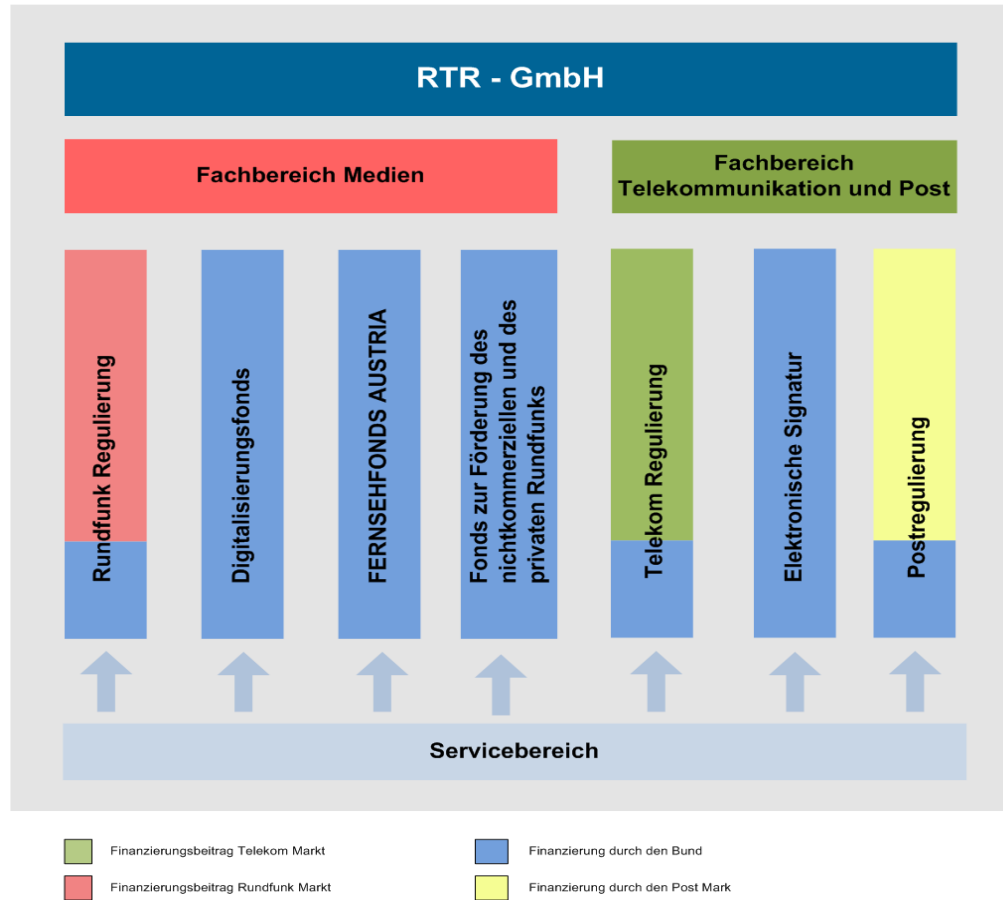 RTR - GmbH
Fachbereich Medien
Fachbereich
Telekommunikation und Post
Rundfunk Regulierung
Digitalisierungsfonds
FERNSEHFONDS AUSTRIA
Fonds zur Förderung des
nichtkommerziellen und des
privaten Rundfunks
Telekom Regulierung
Elektronische Signatur
Postregulierung
Servicebereich
Finanzierungsbeitrag Telekom Markt
Finanzierung durch den Bund
Finanzierungsbeitrag Rundfunk Markt
Finanzierung durch den Post Mark